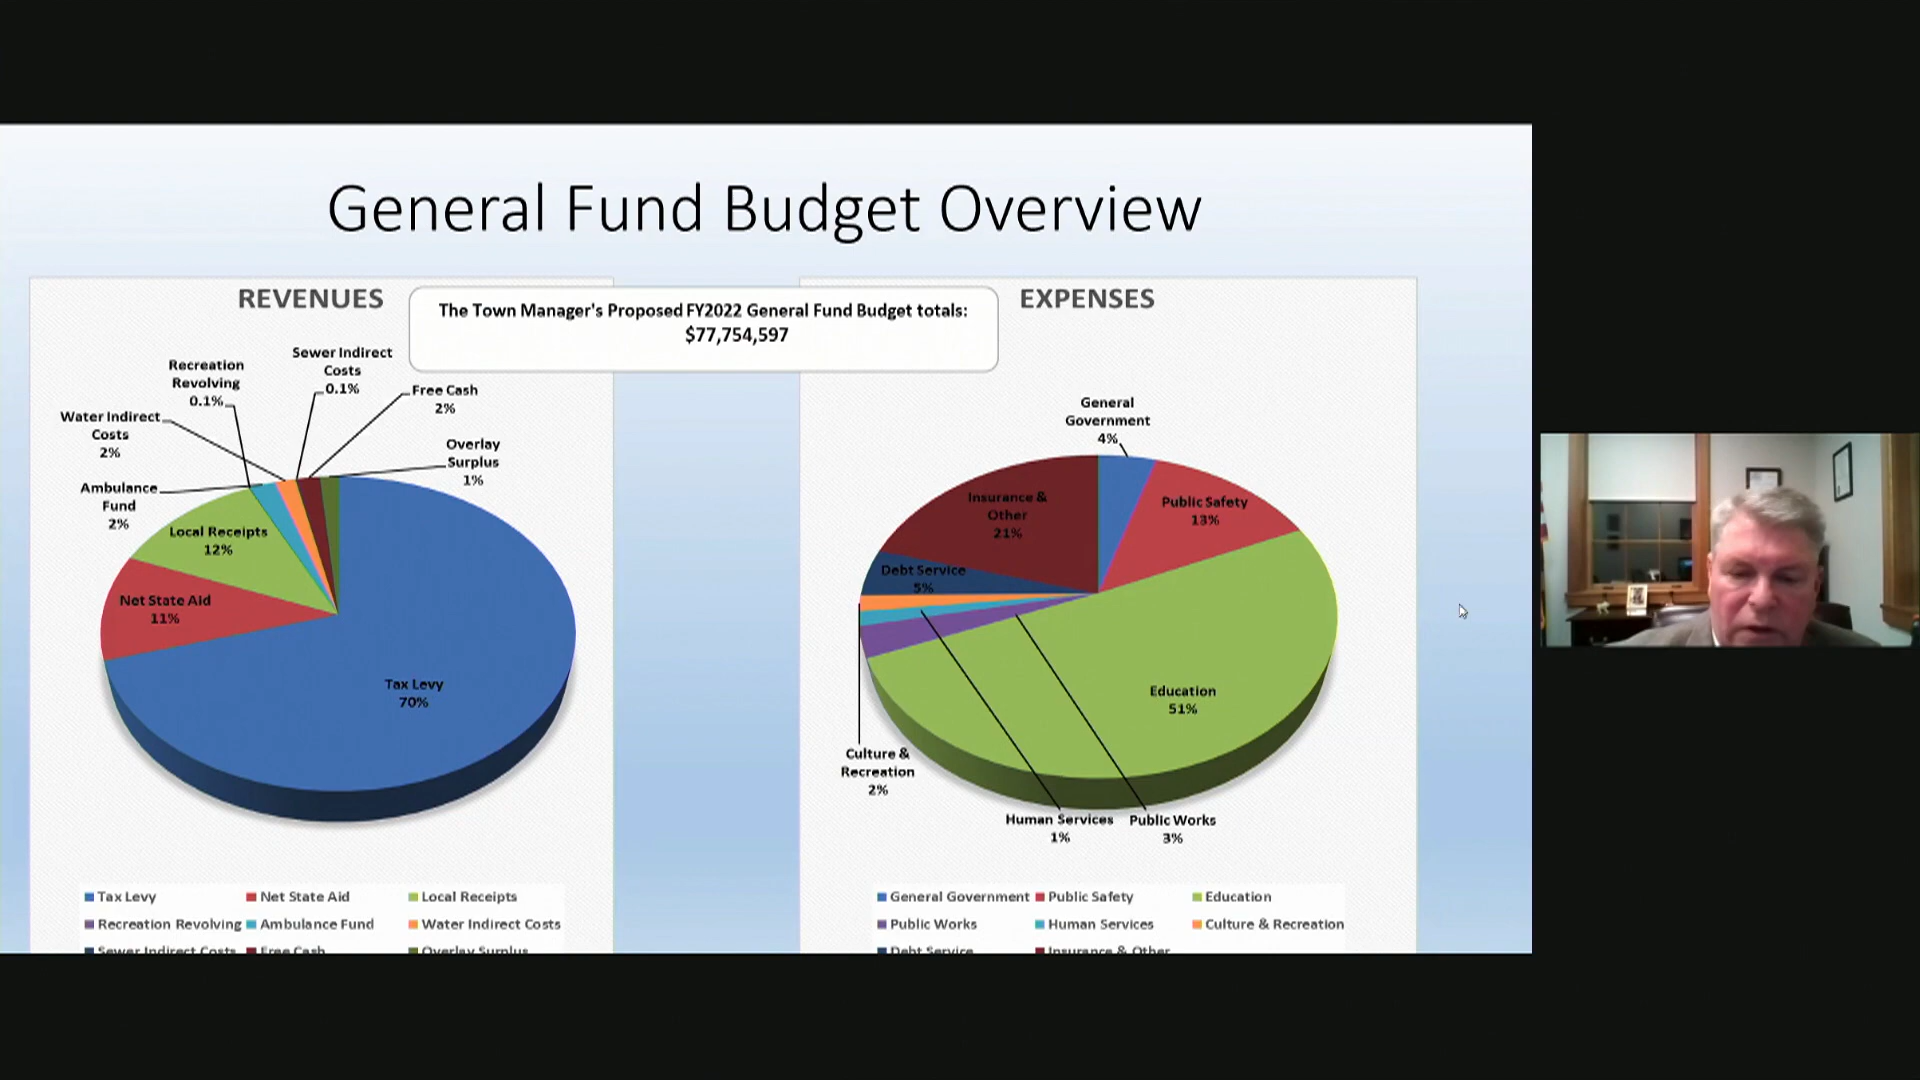 General Fund Budget Overview
REVENUES
The Town Manager's Proposed FY2022 General Fund Budget totals:
$77,754,597
Sewer Indirect
Costs
0.1%
Recreation
Revolving
0.1%
Free Cash
2%
Water Indirect
Costs
2%
Overlay
Surplus
1%
Ambulance
Fund
2%
Local Receipts
12%
Net State Aid
11%
Tax Levy
70%
Tax Levy
Net State Aid
Local Receipts
Recreation Revolving
Ambulance Fund
Water Indirect Costs
Sewer Indirect Costs
Free Cash
Overlay Surplus
EXPENSES
General
Government
4%
Insurance &
Other
21%
Public Safety
13%
Debt Service
5%
Education
51%
Culture &
Recreation
2%
Human Services
1%
Public Works
3%
General Government
Public Safety
Education
Public Works
Human Services
Culture & Recreation
Debt Service
Insurance & Other